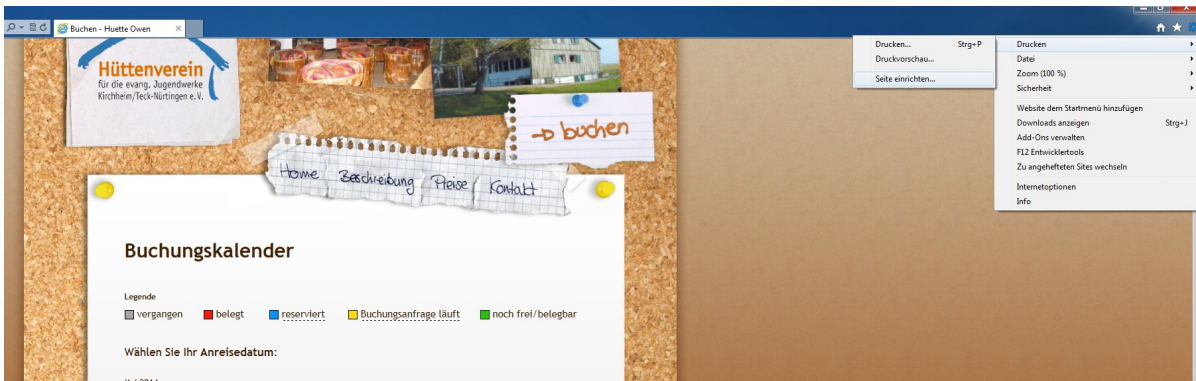 Buchen - Huette Owen
Drucken... Strg+P
Druckvorschau...
Seite einrichten...
Drucken
Datei
Zoom (100 %)
Sicherheit
Website dem Startmenü hinzufügen
Downloads anzeigen Strg+J
Add-Ons verwalten
F12 Entwicklertools
Zu angehefteten Sites wechseln
Internetoptionen
Info
Hüttenverein
für die evang. Jugendwerke
Kirchheim/Teck-Nürtingen e.V.
buchen
Home Beschreibung Preise Kontakt
Buchungskalender
Legende
vergangen belegt reserviert Buchungsanfrage läuft noch frei/belegbar
Wählen Sie Ihr Anreisedatum: